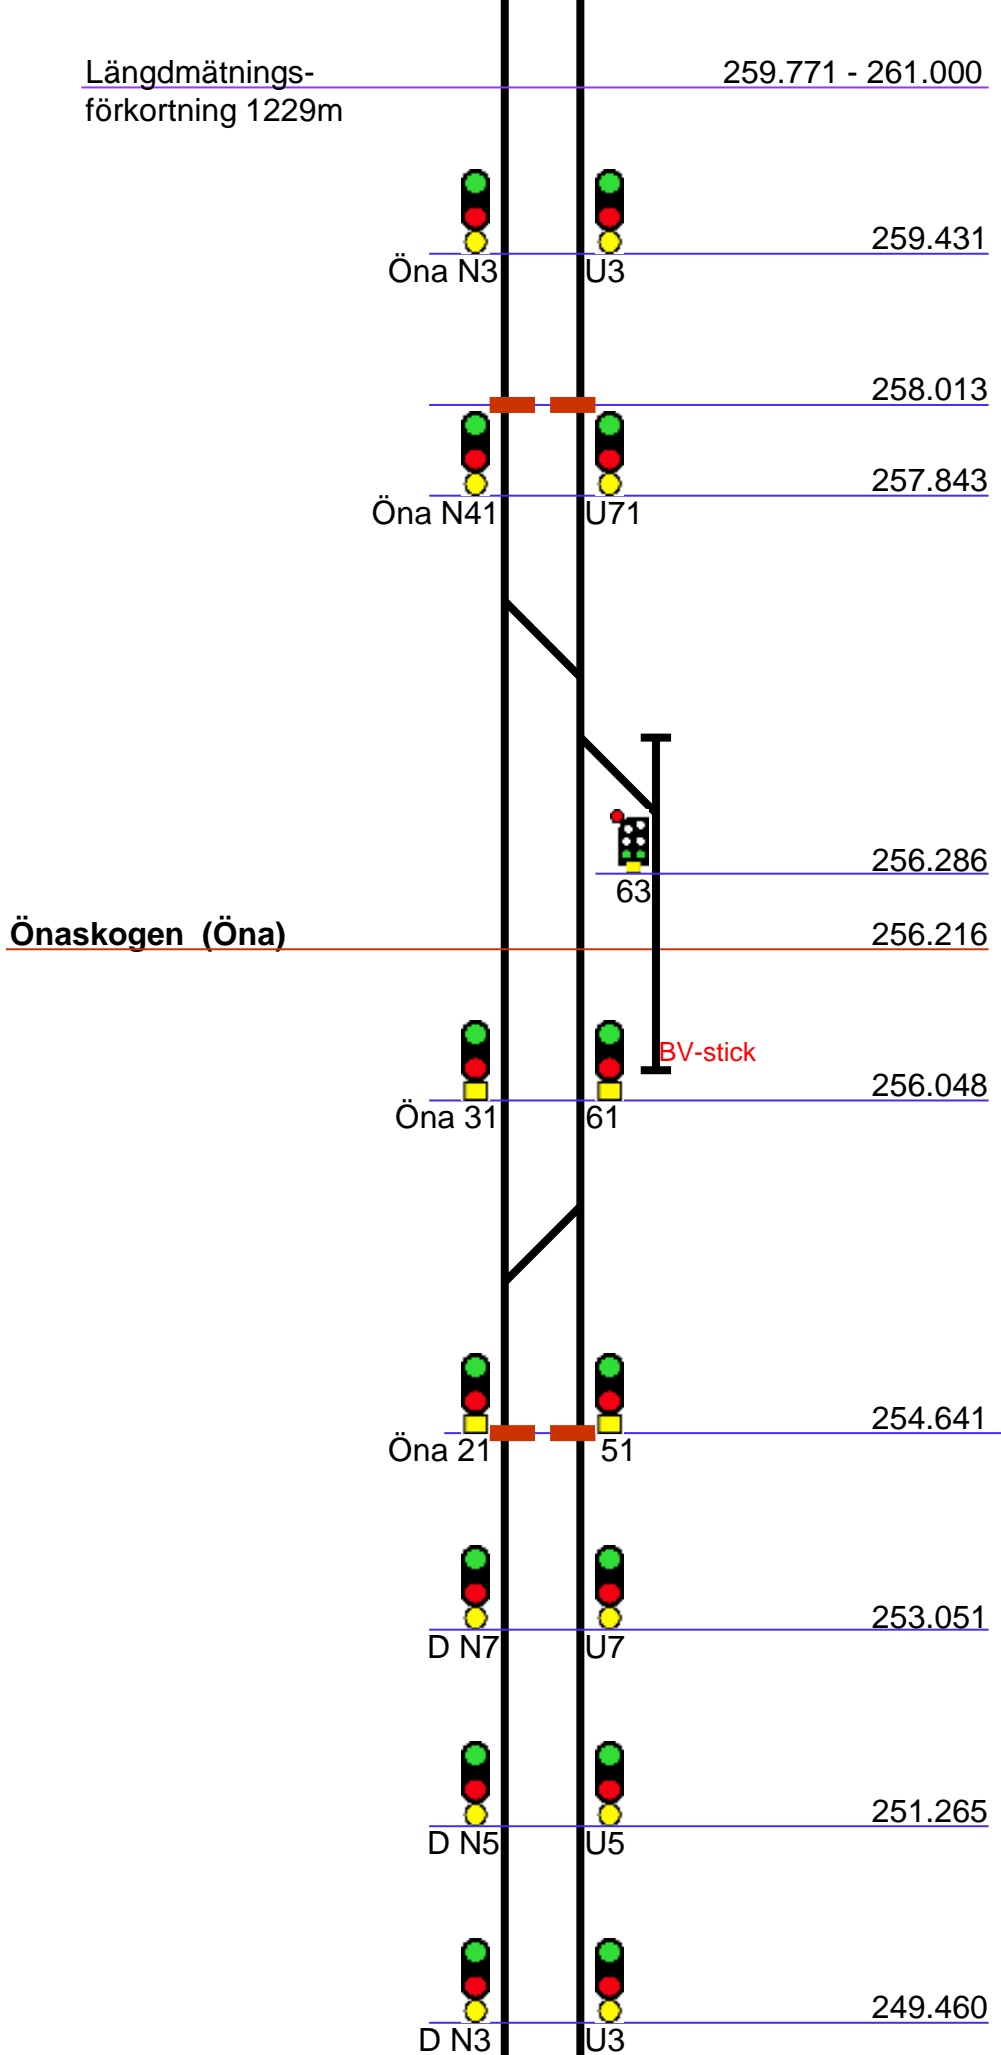 Längdmätnings- 259.771 - 261.000
förkortning 1229m
259.431
Öna N3 U3
258.013
257.843
Öna N41 U71
256.286
63
Önaskogen (Öna) 256.216
BV-stick
256.048
Öna 31 61
254.641
Öna 21 51
253.051
D N7 U7
251.265
D N5 U5
249.460
D N3 U3